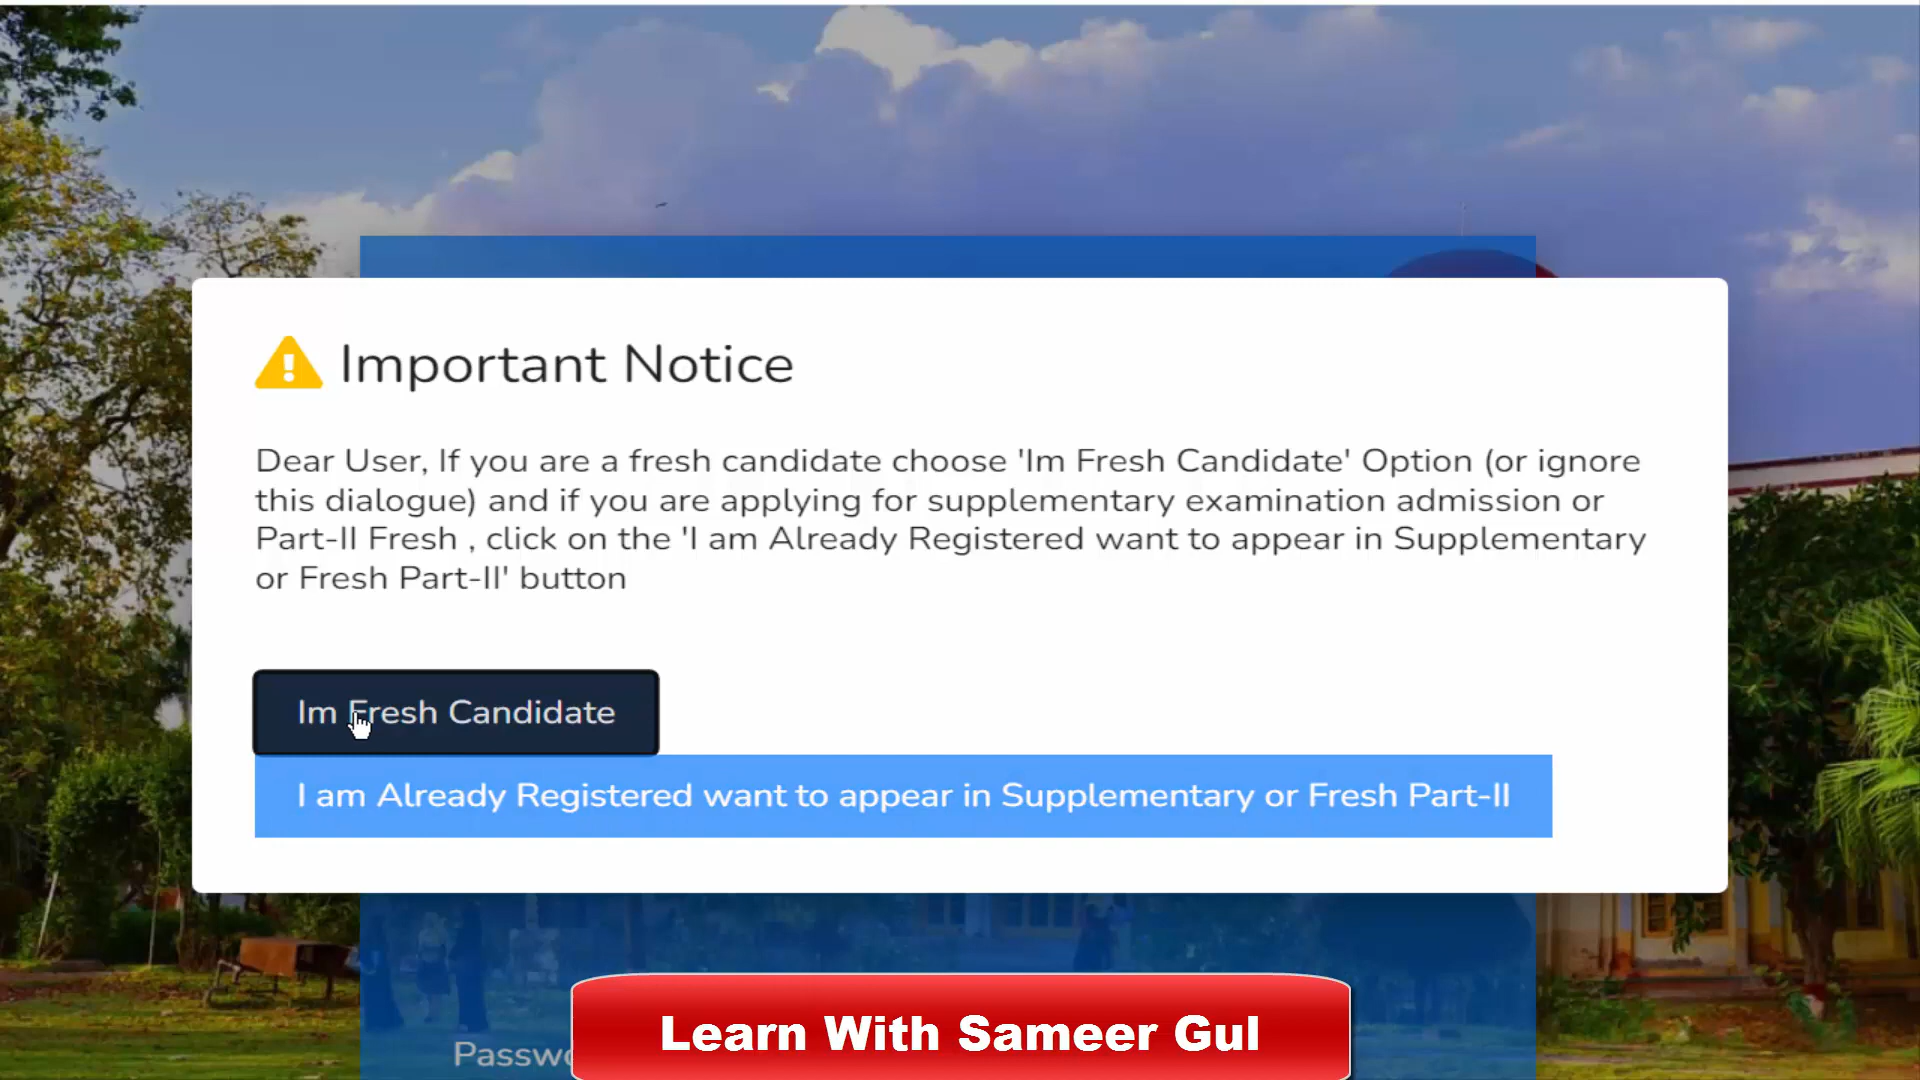 Important Notice
Dear User, If you are a fresh candidate choose 'Im Fresh Candidate' Option (or ignore
this dialogue) and if you are applying for supplementary examination admission or
Part-II Fresh , click on the 'I am Already Registered want to appear in Supplementary
or Fresh Part-II' button
Im Fresh Candidate
I am Already Registered want to appear in Supplementary or Fresh Part-II
Learn With Sameer Gul